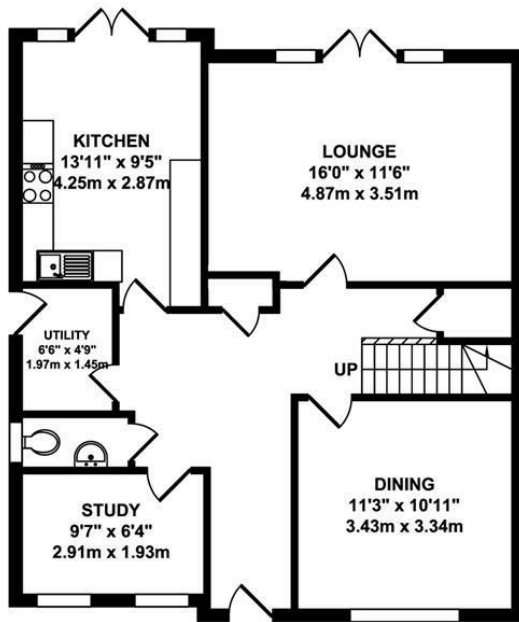 KITCHEN
13'11" x 9'5"
4.25m x 2.87m
LOUNGE
16'0" x 11'6"
4.87m x 3.51m
UTILITY
6'6" x 4'9"
1.97m x 1.45m
UP
DINING
11'3" x 10'11"
3.43m x 3.34m
STUDY
9'7" x 6'4"
2.91m x 1.93m